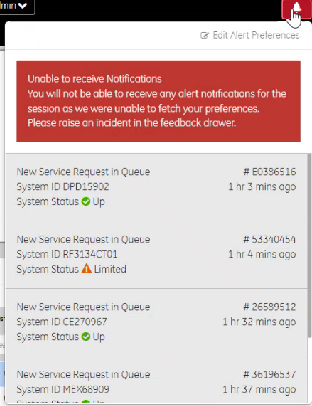 Edit Alert Preferences
Unable to receive Notifications
You will not be able to receive any alert notifications for the
session as we were unable to fetch your preferences.
Please raise an incident in the feedback drawer.
New Service Request in Queue # E0386516
System ID DPD15902 1 hr 3 mins ago
System Status Up
New Service Request in Queue # 53340454
System ID RF3134CT01 1 hr 4 mins ago
System Status Limited
New Service Request in Queue # 26589512
System ID CE270967 1 hr 32 mins ago
System Status Up
New Service Request in Queue # 36196537
System ID MEK68909 1 hr 37 mins ago